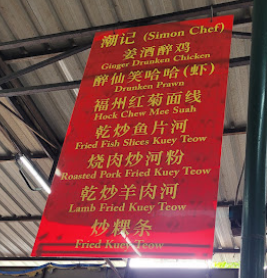 潮记 (Simon Chef)
姜酒醉鸡
Ginger Drunken Chicken
醉仙笑哈哈(虾)
Drunken Prawn
福州红菊面线
Hock Chew Mee Suah
乾炒鱼片河
Fried Fish Slices Kuey Teow
烧肉炒河粉
Roasted Pork Fried Kuey Teow
乾炒羊肉河
Lamb Fried Kuey Teow
炒粿条
Fried Kuey Teow